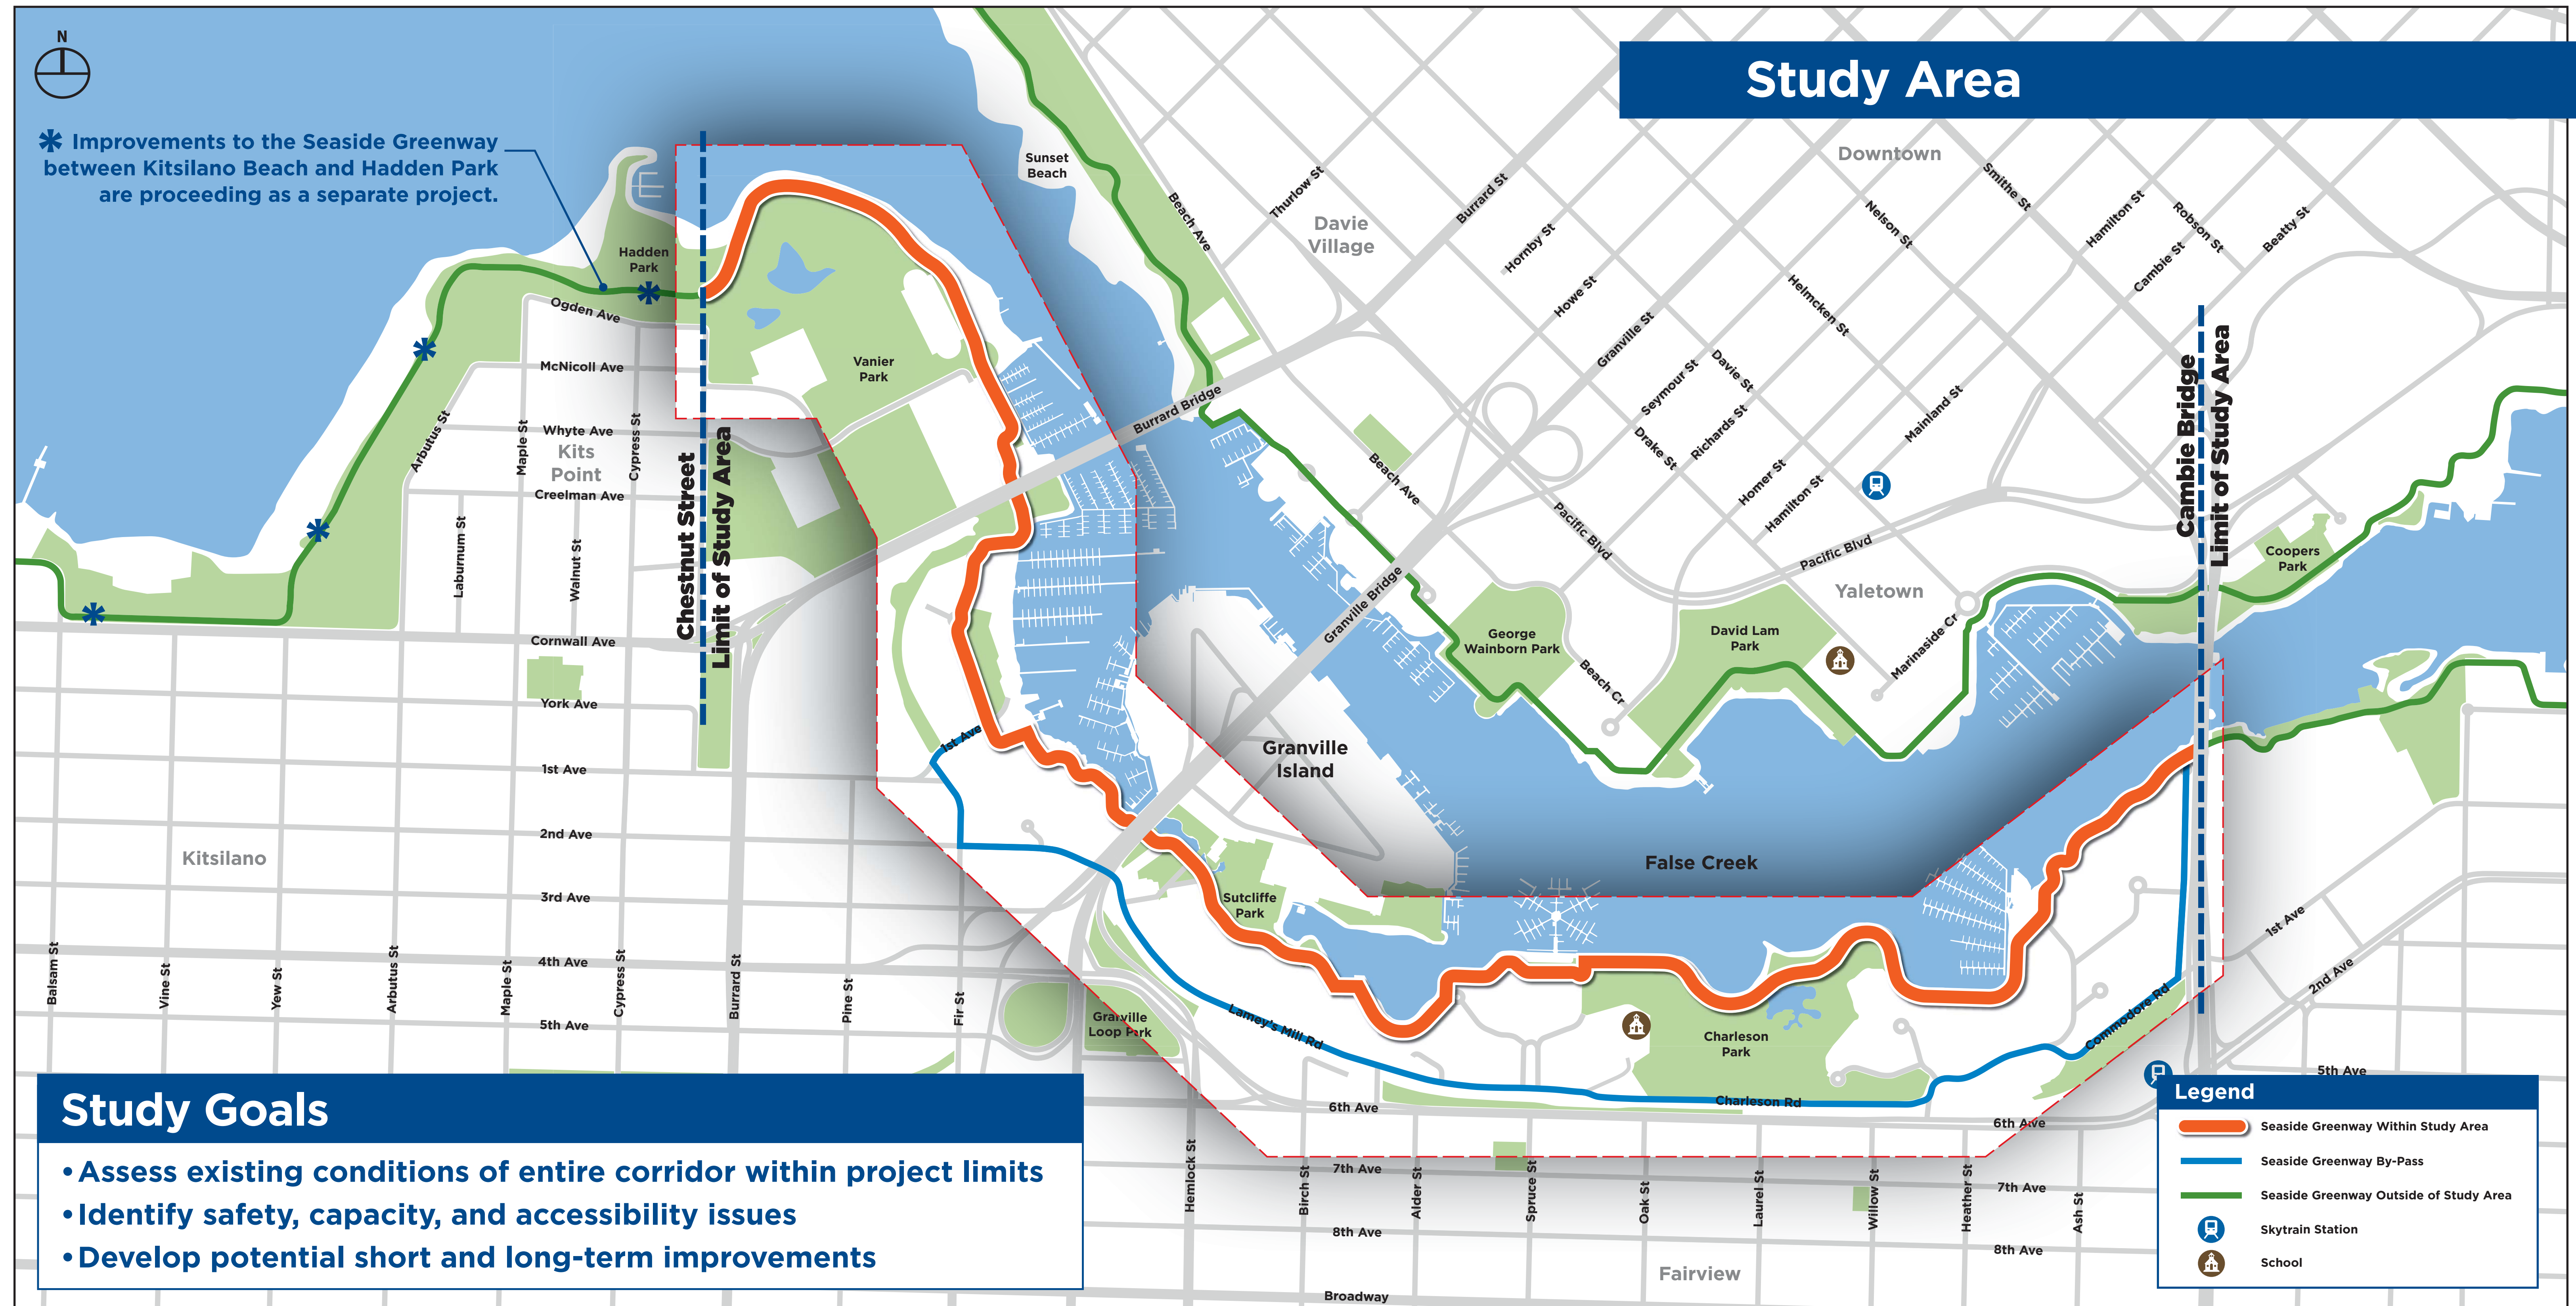 N
Study Area
* Improvements to the Seaside Greenway
between Kitsilano Beach and Hadden Park
are proceeding as a separate project.
Sunset
Beach
Beach Ave
Thurlow St
Davie
Village
Burrard St
Hornby St
Howe St
Granville St
Seymour St
Davie St
Richards St
Drake St
Homer St
Hamilton St
Mainland St
Helmcken St
Nelson St
Downtown
Smithe St
Hamilton St
Robson St
Cambie St
Beatty St
Cambie Bridge
Limit of Study Area
Coopers
Park
Hadden
Park
Ogden Ave
McNicoll Ave
Whyte Ave
Kits
Point
Creelman Ave
Arbutus St
Maple St
Cypress St
Laburnum St
Walnut St
Cornwall Ave
York Ave
1st Ave
2nd Ave
3rd Ave
4th Ave
5th Ave
Kitsilano
Balsam St
Vine St
Yew St
Arbutus St
Maple St
Cypress St
Burrard St
Pine St
Fir St
Chestnut Street
Limit of Study Area
Vanier
Park
Burrard Bridge
Granville Bridge
Beach Ave
Pacific Blvd
Pacific Blvd
Yaletown
George
Wainborn Park
David Lam
Park
Beach Cr
Marinaside Cr
Granville
Island
False Creek
1st Ave
Sutcliffe
Park
Granville
Loop Park
Lamey's Mill Rd
Charleson
Park
Charleson Rd
Commodore Rd
1st Ave
2nd Ave
5th Ave
6th Ave
6th Ave
7th Ave
7th Ave
8th Ave
8th Ave
Hemlock St
Birch St
Alder St
Spruce St
Oak St
Laurel St
Willow St
Heather St
Ash St
Fairview
Broadway
Study Goals
• Assess existing conditions of entire corridor within project limits
• Identify safety, capacity, and accessibility issues
• Develop potential short and long-term improvements
Legend
Seaside Greenway Within Study Area
Seaside Greenway By-Pass
Seaside Greenway Outside of Study Area
Skytrain Station
School